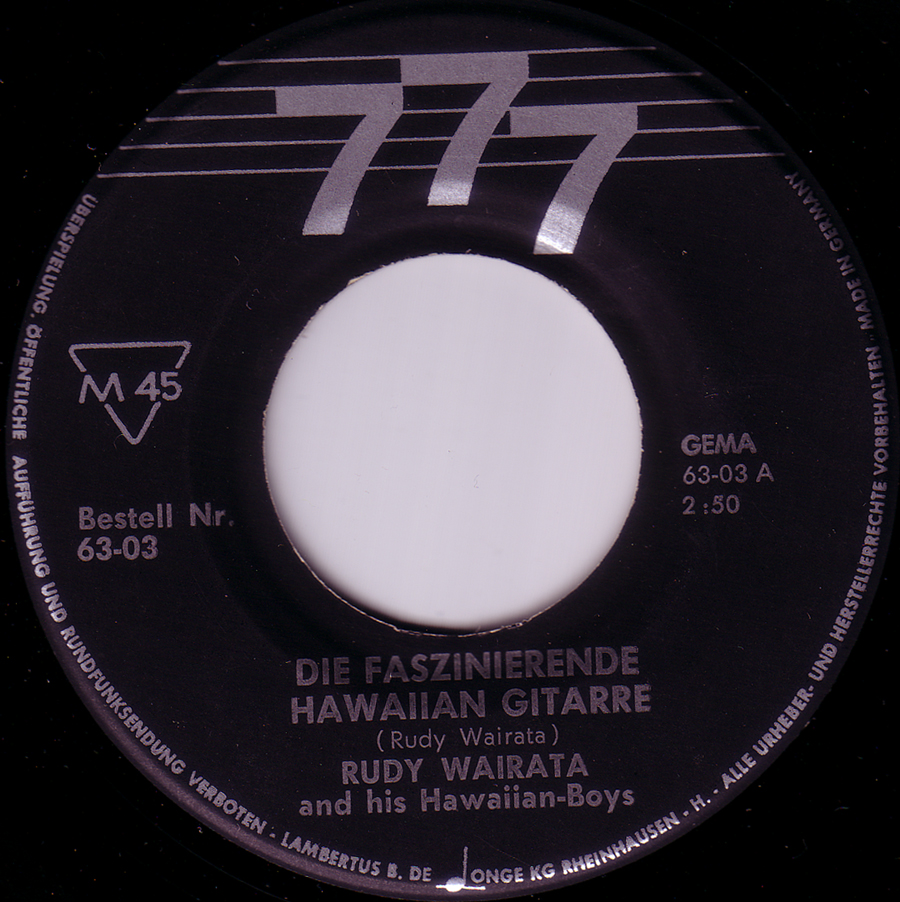 777
M 45
Bestell Nr.
63-03
GEMA
63-03 A
2:50
DIE FASZINIERENDE
HAWAIIAN GITARRE
(Rudy Wairata)
RUDY WAIRATA
and his Hawaiian-Boys
ÜBERSPIELUNG, ÖFFENTLICHE AUFFÜHRUNG UND RUNDFUNKSENDUNG VERBOTEN - LAMBERTUS B. DE JONGE KG RHEINHAUSEN . H. - ALLE URHEBER- UND HERSTELLERRECHTE VORBEHALTEN - MADE IN GERMANY